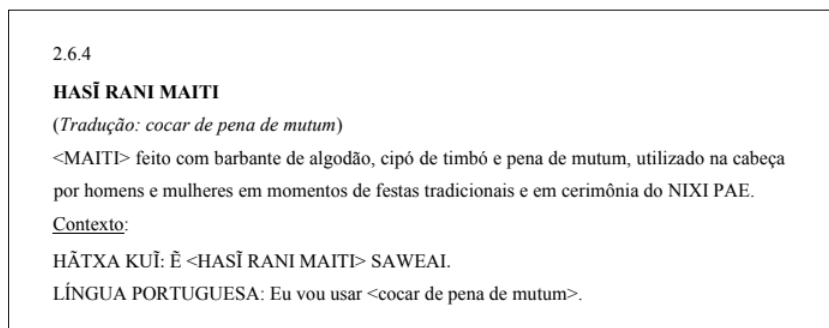 2.6.4
HASĨ RANI MAITI
(Tradução: cocar de pena de mutum)
<MAITI> feito com barbante de algodão, cipó de timbó e pena de mutum, utilizado na cabeça
por homens e mulheres em momentos de festas tradicionais e em cerimônia do NIXI PAE.
Contexto:
HÃTXA KUĨ: Ẽ <HASĨ RANI MAITI> SAWEAI.
LÍNGUA PORTUGUESA: Eu vou usar <cocar de pena de mutum>.